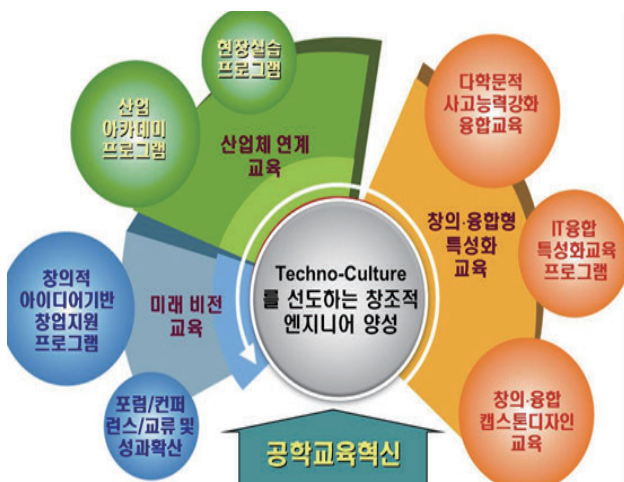 현장실습
프로그램
산업
아카데미
프로그램
산업체 연계
교육
다학문적
사고능력강화
융합교육
창의·융합형
특성화
교육
IT융합
특성화교육
프로그램
창의·융합
캡스톤디자인
교육
Techno-Culture
를 선도하는 창조적
엔지니어 양성
미래 비전
교육
창의적
아이디어기반
창업지원
프로그램
포럼/컨퍼
런스/교류 및
성과확산
공학교육혁신